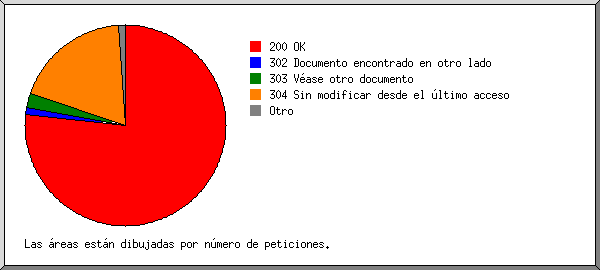 200 OK
302 Documento encontrado en otro lado
303 Véase otro documento
304 Sin modificar desde el último acceso
Otro
Las áreas están dibujadas por número de peticiones.